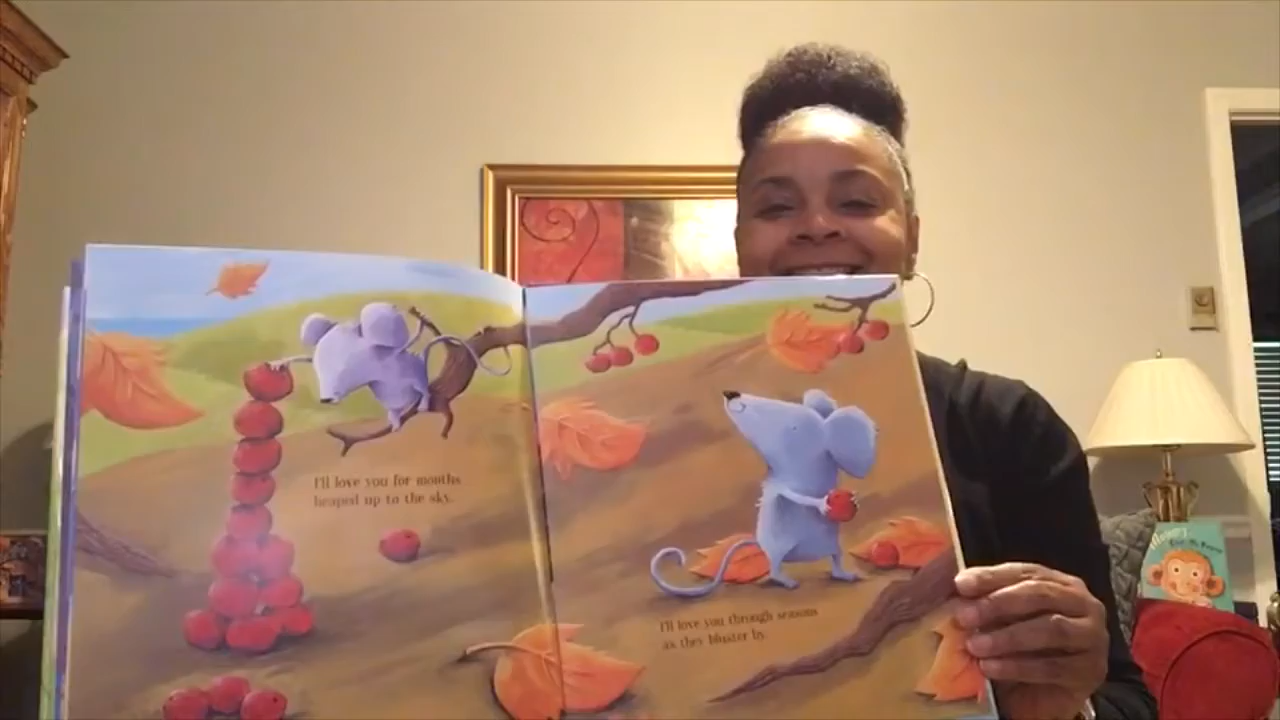 I'll love you for months
heaped up to the sky.
I'll love you through seasons
as they bluster by.